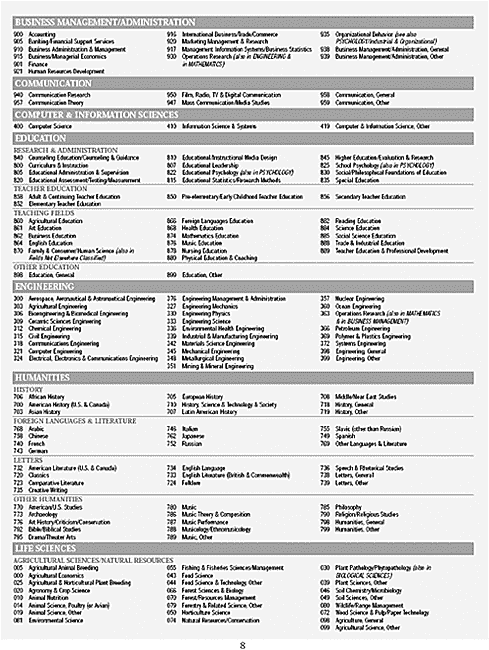 BUSINESS MANAGEMENT/ADMINISTRATION
900 Accounting
905 Banking/Financial Support Services
910 Business Administration & Management
915 Business/Managerial Economics
901 Finance
921 Human Resources Development
916 International Business/Trade/Commerce
920 Marketing Management & Research
917 Management Information Systems/Business Statistics
930 Operations Research (also in ENGINEERING &
in MATHEMATICS)
935 Organizational Behavior (see also
PSYCHOLOGY/Industrial & Organizational)
938 Business Management/Administration, General
939 Business Management/Administration, Other
COMMUNICATION
940 Communication Research
957 Communication Theory
950 Film, Radio, TV & Digital Communication
947 Mass Communication/Media Studies
958 Communication, General
959 Communication, Other
COMPUTER & INFORMATION SCIENCES
400 Computer Science
410 Information Science & Systems
419 Computer & Information Science, Other
EDUCATION
RESEARCH & ADMINISTRATION
840 Counseling Education/Counseling & Guidance
800 Curriculum & Instruction
805 Educational Administration & Supervision
820 Educational Assessment/Testing/Measurement
810 Educational/Instructional Media Design
807 Educational Leadership
822 Educational Psychology (also in PSYCHOLOGY)
815 Educational Statistics/Research Methods
845 Higher Education/Evaluation & Research
825 School Psychology (also in PSYCHOLOGY)
830 Social/Philosophical Foundations of Education
835 Special Education
TEACHER EDUCATION
858 Adult & Continuing Teacher Education
852 Elementary Teacher Education
850 Pre-elementary/Early Childhood Teacher Education
856 Secondary Teacher Education
TEACHING FIELDS
860 Agricultural Education
861 Art Education
862 Business Education
864 English Education
870 Family & Consumer/Human Science (also in
Fields Not Elsewhere Classified)
866 Foreign Languages Education
868 Health Education
874 Mathematics Education
876 Music Education
878 Nursing Education
880 Physical Education & Coaching
882 Reading Education
884 Science Education
885 Social Science Education
888 Trade & Industrial Education
889 Teacher Education & Professional Development
OTHER EDUCATION
898 Education, General
899 Education, Other
ENGINEERING
300 Aerospace, Aeronautical & Astronautical Engineering
303 Agricultural Engineering
306 Bioengineering & Biomedical Engineering
309 Ceramic Sciences Engineering
312 Chemical Engineering
315 Civil Engineering
318 Communications Engineering
321 Computer Engineering
324 Electrical, Electronics & Communications Engineering
376 Engineering Management & Administration
327 Engineering Mechanics
330 Engineering Physics
333 Engineering Science
336 Environmental Health Engineering
339 Industrial & Manufacturing Engineering
342 Materials Science Engineering
345 Mechanical Engineering
348 Metallurgical Engineering
351 Mining & Mineral Engineering
357 Nuclear Engineering
360 Ocean Engineering
363 Operations Research (also in MATHEMATICS
& in BUSINESS MANAGEMENT)
366 Petroleum Engineering
369 Polymer & Plastics Engineering
372 Systems Engineering
398 Engineering, General
399 Engineering, Other
HUMANITIES
HISTORY
706 African History
700 American History (U.S. & Canada)
703 Asian History
705 European History
710 History, Science & Technology & Society
707 Latin American History
708 Middle/Near East Studies
718 History, General
719 History, Other
FOREIGN LANGUAGES & LITERATURE
768 Arabic
758 Chinese
740 French
743 German
746 Italian
762 Japanese
752 Russian
755 Slavic (other than Russian)
749 Spanish
769 Other Languages & Literature
LETTERS
732 American Literature (U.S. & Canada)
720 Classics
723 Comparative Literature
735 Creative Writing
734 English Language
733 English Literature (British & Commonwealth)
724 Folklore
736 Speech & Rhetorical Studies
738 Letters, General
739 Letters, Other
OTHER HUMANITIES
770 American/U.S. Studies
773 Archaeology
776 Art History/Criticism/Conservation
792 Bible/Biblical Studies
795 Drama/Theater Arts
780 Music
786 Music Theory & Composition
787 Music Performance
788 Musicology/Ethnomusicology
789 Music, Other
785 Philosophy
790 Religion/Religious Studies
798 Humanities, General
799 Humanities, Other
LIFE SCIENCES
AGRICULTURAL SCIENCES/NATURAL RESOURCES
005 Agricultural Animal Breeding
000 Agricultural Economics
025 Agricultural & Horticultural Plant Breeding
020 Agronomy & Crop Science
010 Animal Nutrition
014 Animal Science, Poultry (or Avian)
019 Animal Science, Other
081 Environmental Science
055 Fishing & Fisheries Sciences/Management
043 Food Science
044 Food Science & Technology, Other
066 Forest Sciences & Biology
070 Forest/Resources Management
079 Forestry & Related Science, Other
050 Horticulture Science
074 Natural Resources/Conservation
030 Plant Pathology/Phytopathology (also in
BIOLOGICAL SCIENCES)
039 Plant Sciences, Other
046 Soil Chemistry/Microbiology
049 Soil Sciences, Other
080 Wildlife/Range Management
072 Wood Science & Pulp/Paper Technology
098 Agriculture, General
099 Agricultural Science, Other
8